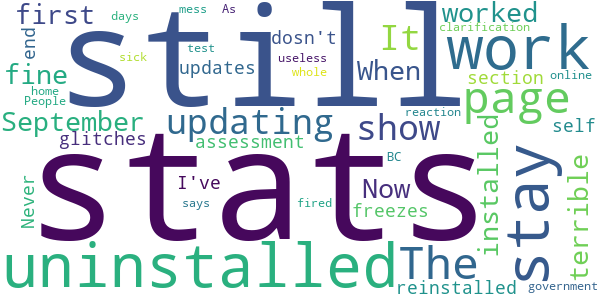 first
still
worked
end
days
mess
As
dosn't
It
clarification
work
sick
test
useless
updates
whole
When
section
online
fine
home
People
page
September
updating
show
reaction
self
glitches
assessment
installed
stats
BC
stay
terrible
Never
I've
Now
says
fired
freezes
uninstalled
The
reinstalled
government